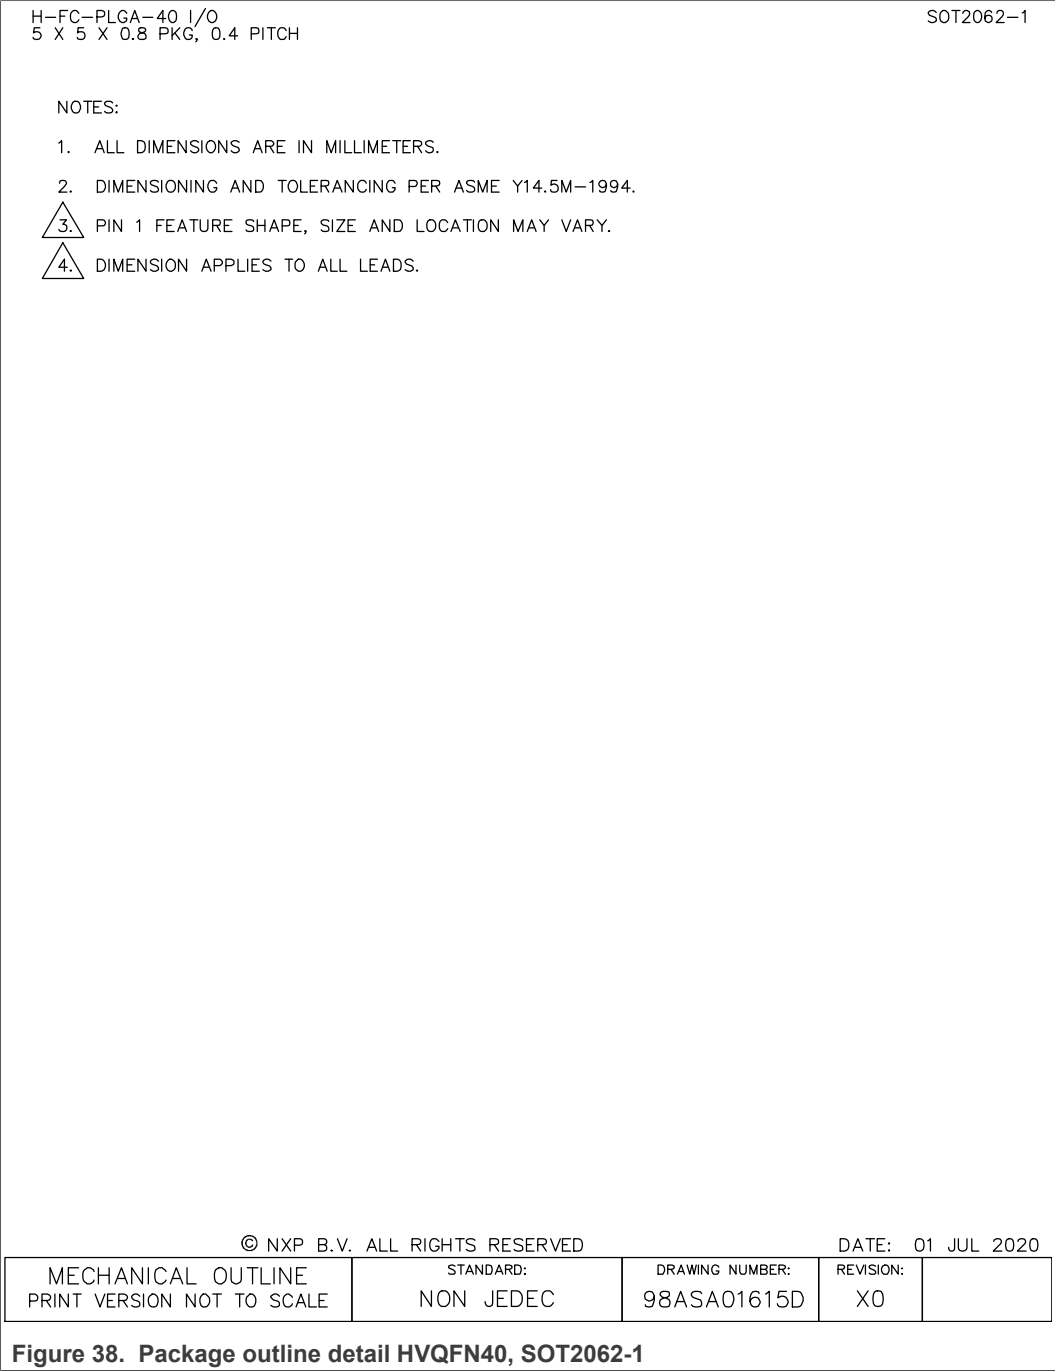 H-FC-PLGA-40 I/O SOT2062-1
5 X 5 X 0.8 PKG, 0.4 PITCH
NOTES:
1. ALL DIMENSIONS ARE IN MILLIMETERS.
2. DIMENSIONING AND TOLERANCING PER ASME Y14.5M-1994.
3. PIN 1 FEATURE SHAPE, SIZE AND LOCATION MAY VARY.
4. DIMENSION APPLIES TO ALL LEADS.
© NXP B.V. ALL RIGHTS RESERVED DATE: 01 JUL 2020
MECHANICAL OUTLINE
PRINT VERSION NOT TO SCALE
STANDARD:
NON JEDEC
DRAWING NUMBER:
98ASA01615D
REVISION:
X0
Figure 38. Package outline detail HVQFN40, SOT2062-1